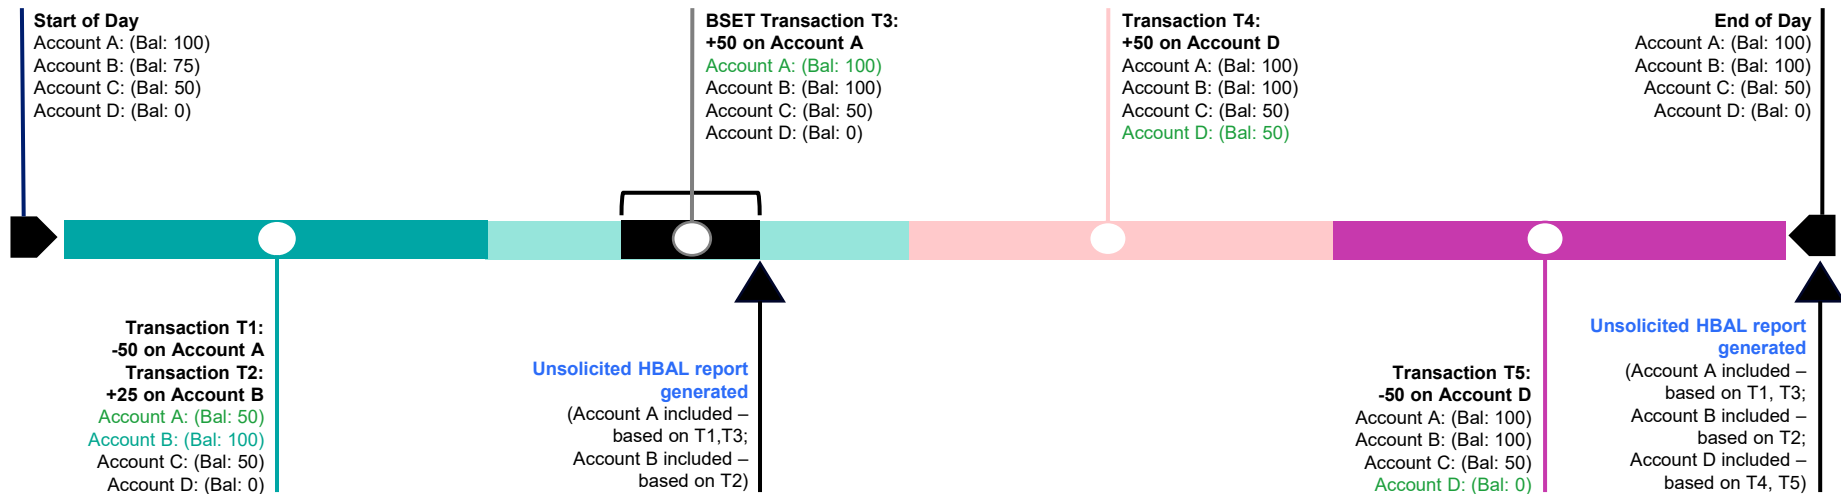 Start of Day
Account A: (Bal: 100)
Account B: (Bal: 75)
Account C: (Bal: 50)
Account D: (Bal: 0)
BSET Transaction T3:
+50 on Account A
Account A: (Bal: 100)
Account B: (Bal: 100)
Account C: (Bal: 50)
Account D: (Bal: 0)
Transaction T4:
+50 on Account D
Account A: (Bal: 100)
Account B: (Bal: 100)
Account C: (Bal: 50)
Account D: (Bal: 50)
End of Day
Account A: (Bal: 100)
Account B: (Bal: 100)
Account C: (Bal: 50)
Account D: (Bal: 0)
Transaction T1:
-50 on Account A
Transaction T2:
+25 on Account B
Account A: (Bal: 50)
Account B: (Bal: 100)
Account C: (Bal: 50)
Account D: (Bal: 0)
Unsolicited HBAL report
generated
(Account A included –
based on T1,T3;
Account B included –
based on T2)
Transaction T5:
-50 on Account D
Account A: (Bal: 100)
Account B: (Bal: 100)
Account C: (Bal: 50)
Account D: (Bal: 0)
Unsolicited HBAL report
generated
(Account A included –
based on T1, T3;
Account B included –
based on T2;
Account D included –
based on T4, T5)